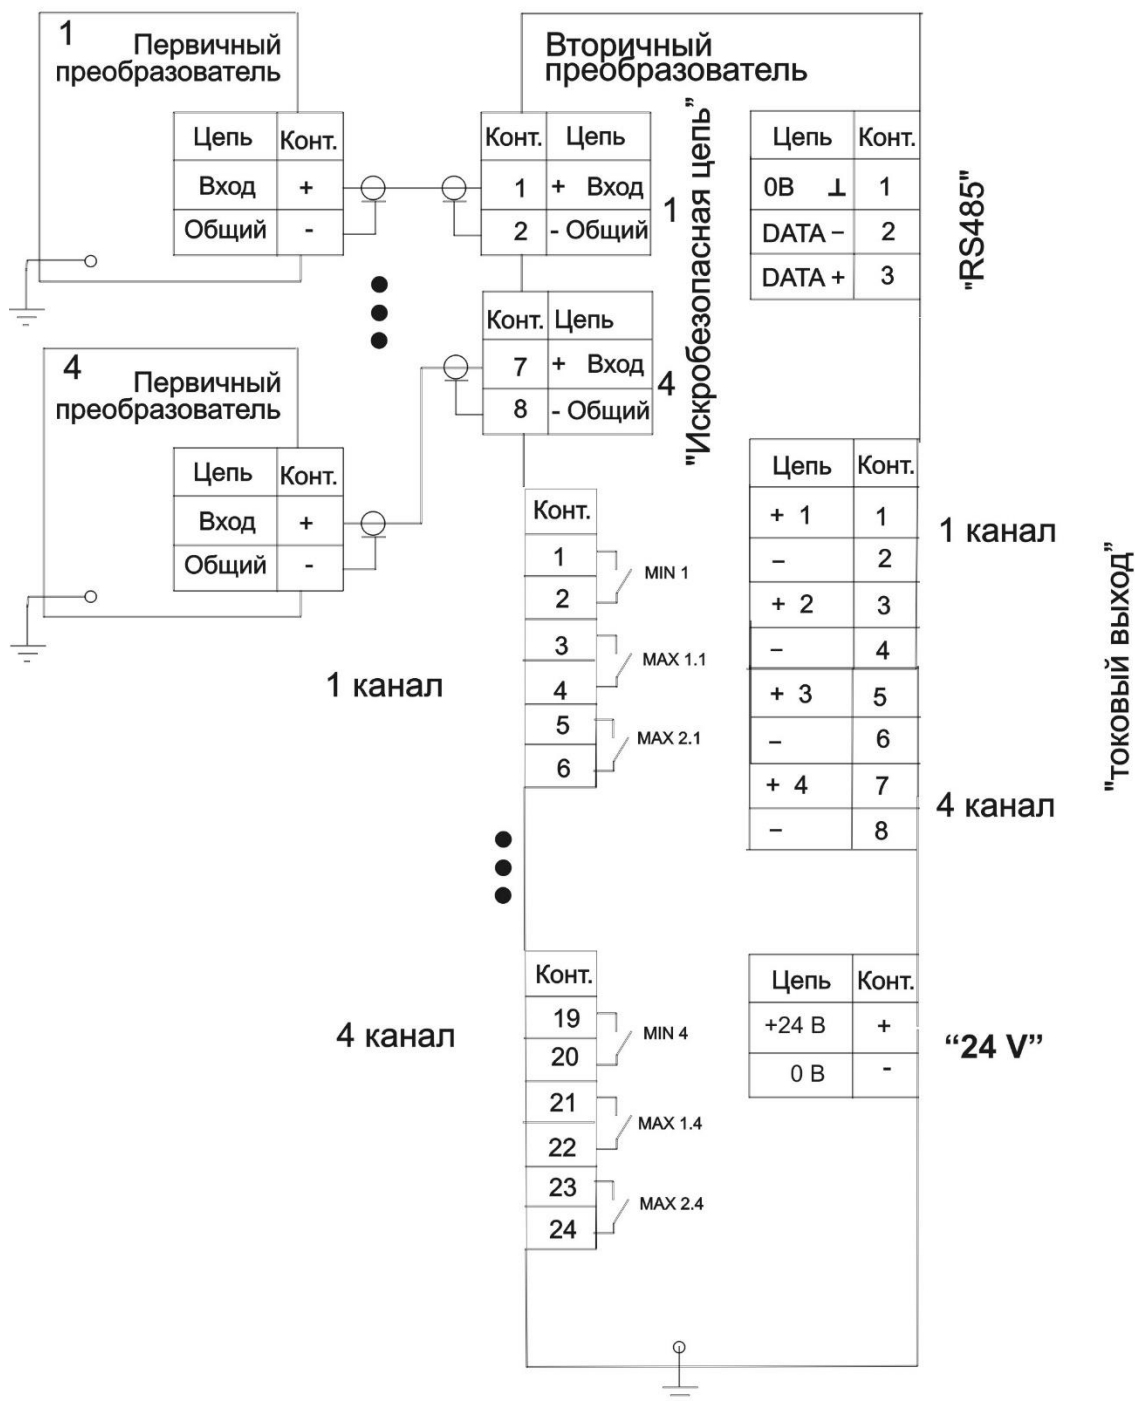 1
Первичный
преобразователь
Цепь Конт.
Вход +
Общий -
Вторичный
преобразователь
Конт. Цепь
1 + Вход
2 - Общий
1
Конт. Цепь
7 + Вход
8 - Общий
4
"Искробезопасная цепь”
Цепь Конт.
0В ⊥ 1
DATA – 2
DATA + 3
"RS485"
4
Первичный
преобразователь
Цепь Конт.
Вход +
Общий -
1 канал
Конт.
1
2
MIN 1
3
4
MAX 1.1
5
6
MAX 2.1
Цепь Конт.
+ 1 1
– 2
+ 2 3
– 4
+ 3 5
– 6
+ 4 7
– 8
1 канал
4 канал
"токовый выход”
4 канал
Конт.
19
20
MIN 4
21
22
MAX 1.4
23
24
MAX 2.4
Цепь Конт.
+24 В +
0 В -
“24 V”